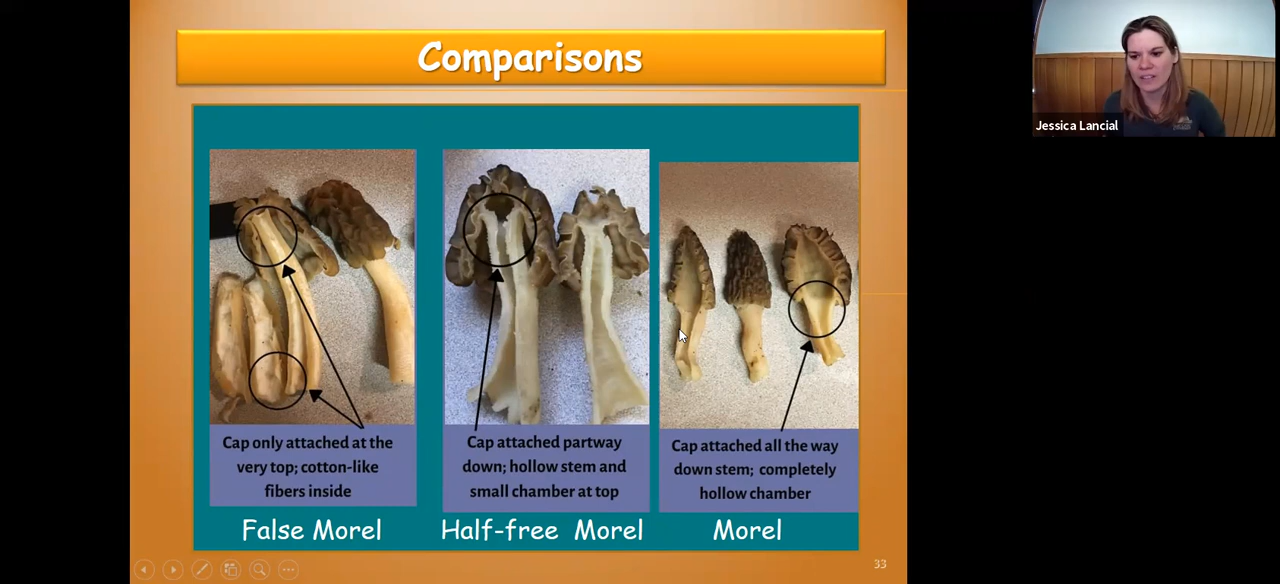 Comparisons
Jessica Lancial
Cap only attached at the
very top; cotton-like
fibers inside
Cap attached partway
down; hollow stem and
small chamber at top
Cap attached all the way
down stem; completely
hollow chamber
False Morel
Half-free Morel
Morel
33